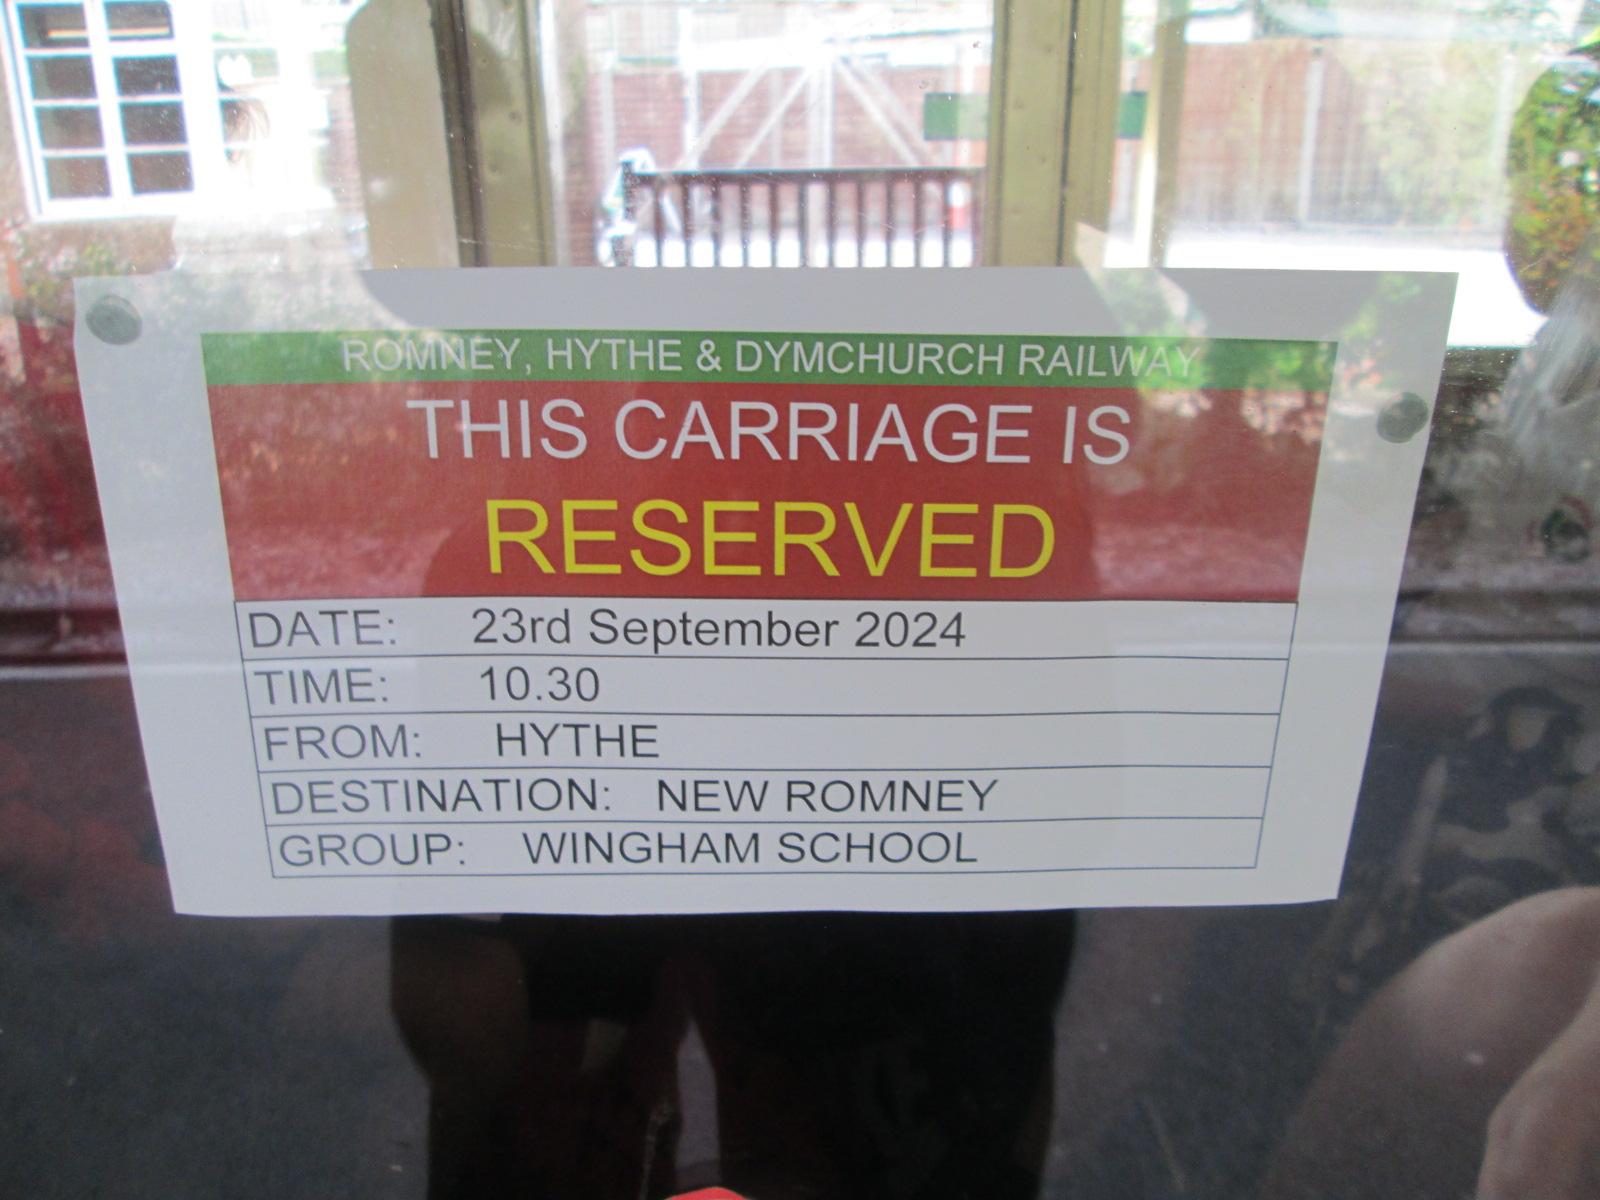 ROMNEY, HYTHE & DYMCHURCH RAILWAY
THIS CARRIAGE IS
RESERVED
DATE: 23rd September 2024
TIME: 10.30
FROM: HYTHE
DESTINATION: NEW ROMNEY
GROUP: WINGHAM SCHOOL